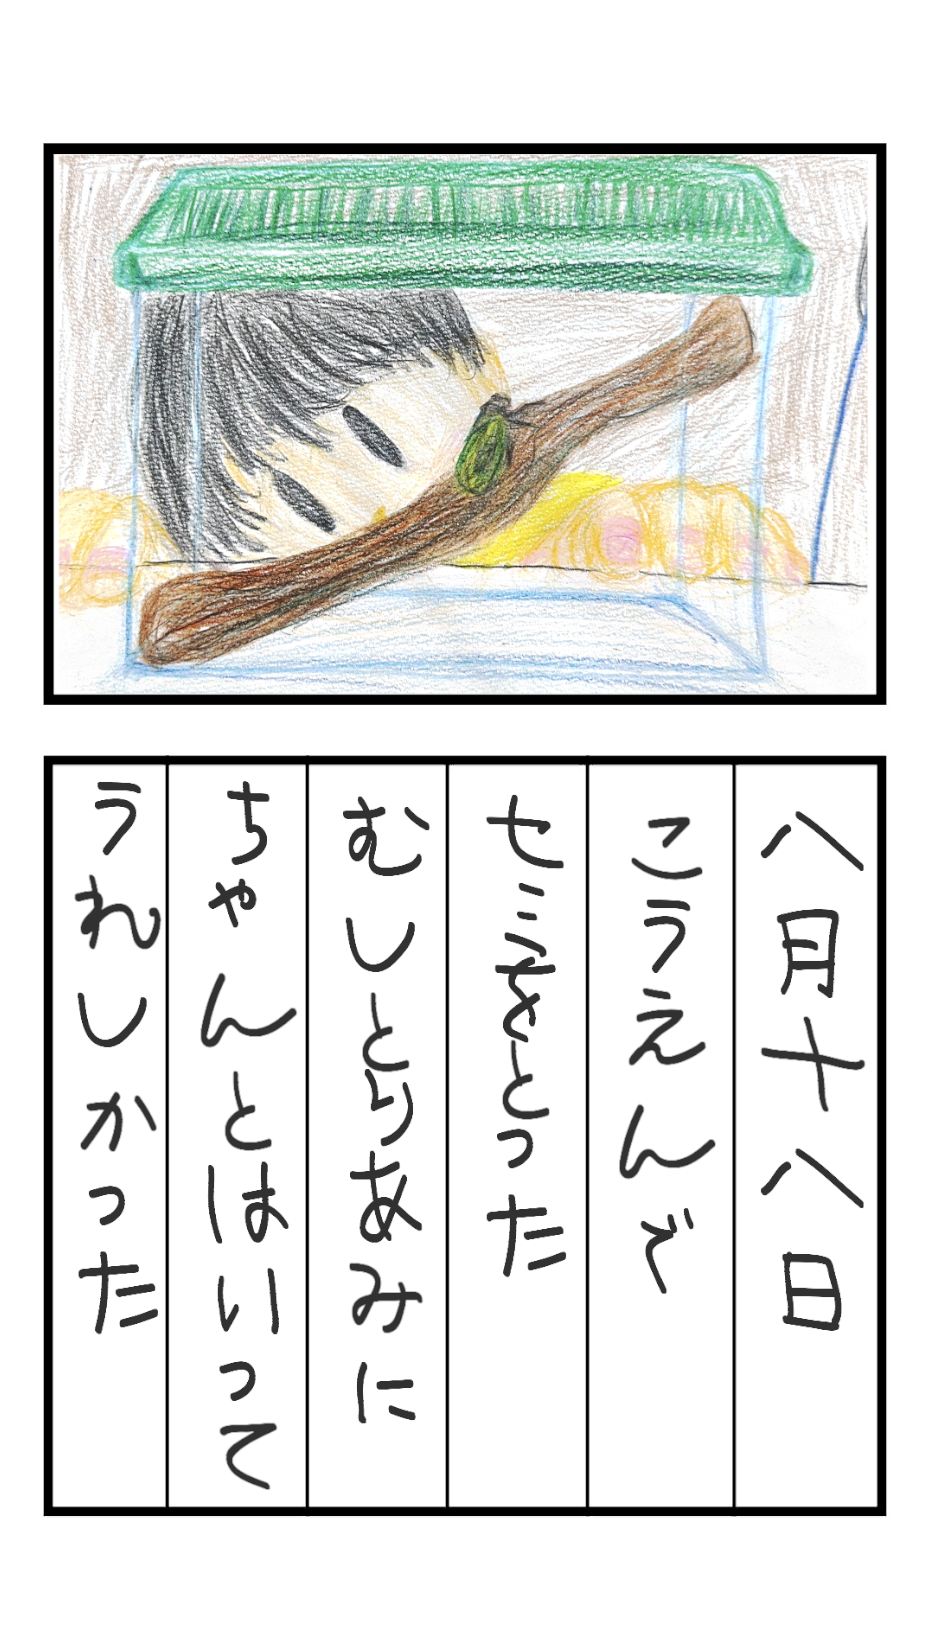 八月十八日
こうえんで
セミをとった
むしとりあみに
ちゃんとはいって
うれしかった